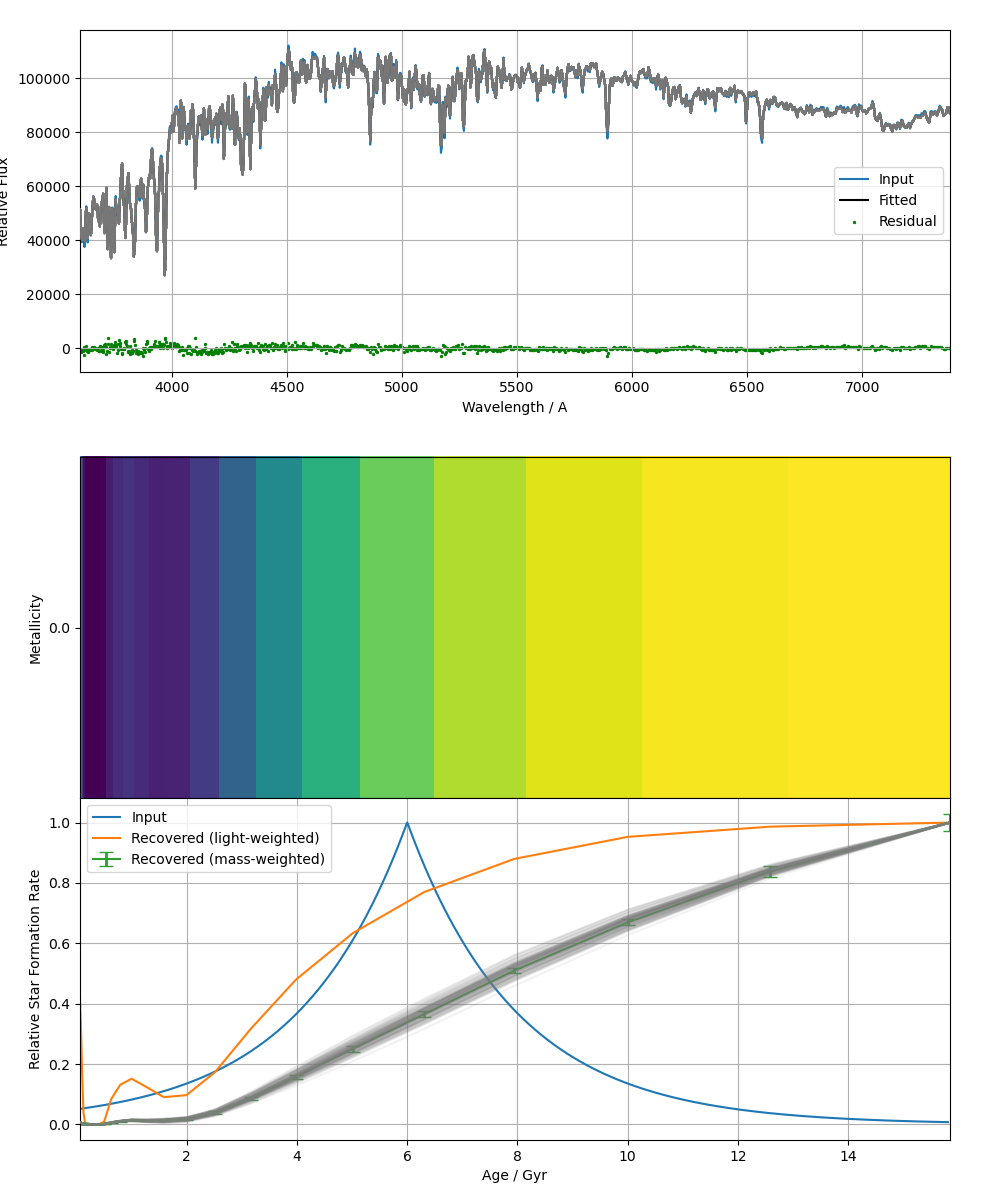 Relative Flux
100000
80000
60000
40000
20000
0
Input
Fitted
Residual
4000
4500
5000
5500
6000
6500
7000
Wavelength / A
Metallicity
0.0
Relative Star Formation Rate
1.0
0.8
0.6
0.4
0.2
0.0
Input
Recovered (light-weighted)
Recovered (mass-weighted)
2
4
6
8
10
12
14
Age / Gyr